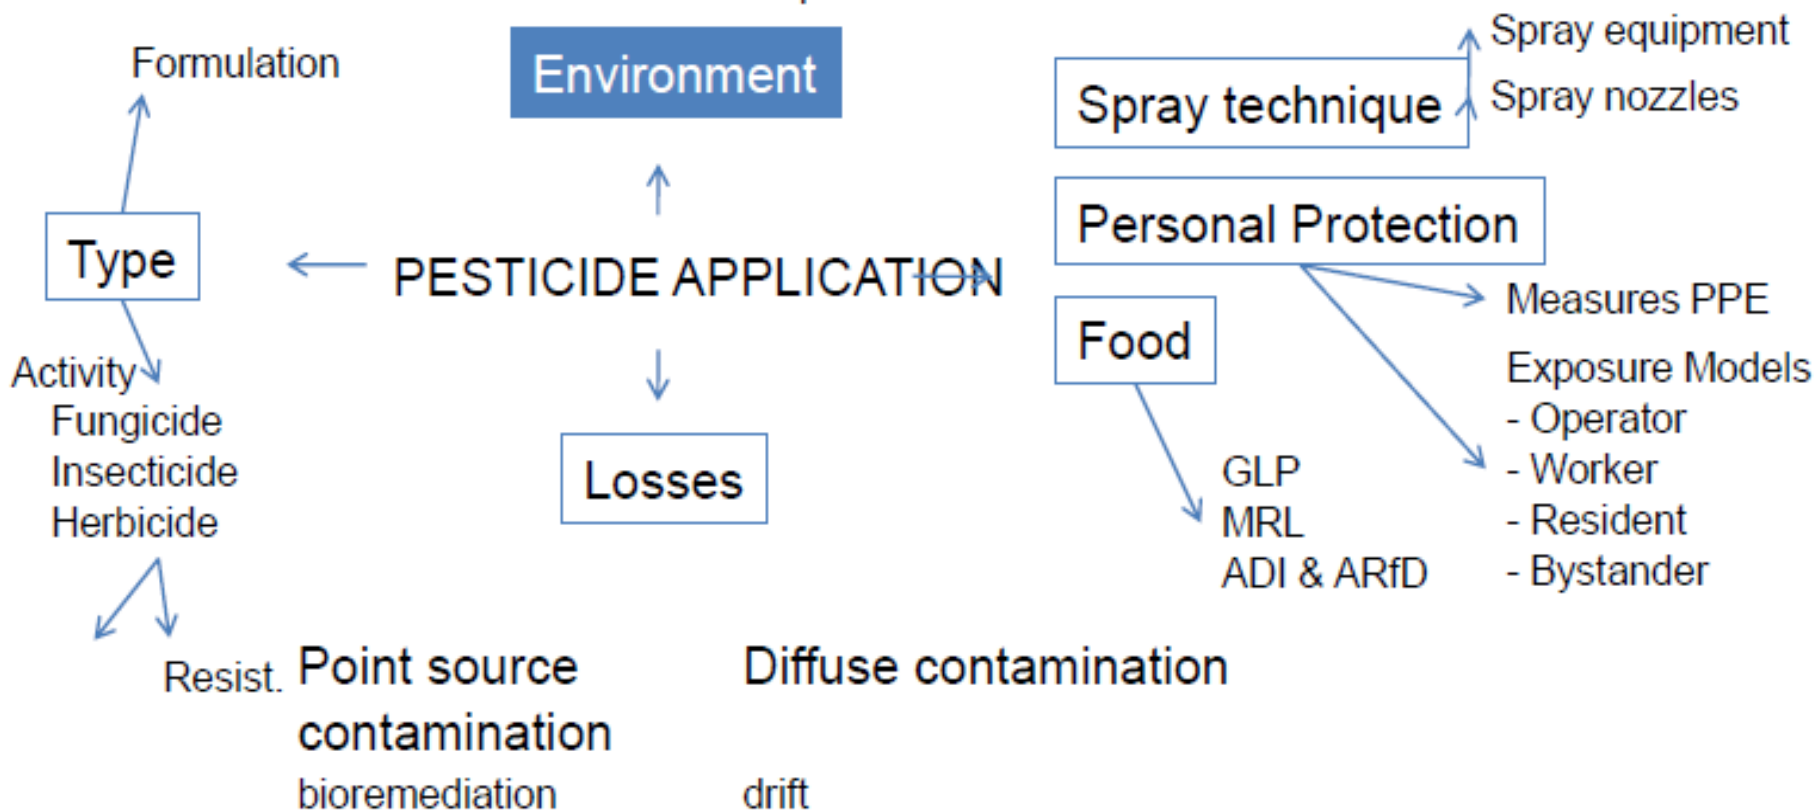 Formulation
Environment
Spray equipment
Spray technique
Spray nozzles
Type
PESTICIDE APPLICATION
Personal Protection
Measures PPE
Food
Activity
Fungicide
Insecticide
Herbicide
Losses
GLP
MRL
ADI & ARfD
Exposure Models
- Operator
- Worker
- Resident
- Bystander
Resist.
Point source
contamination
bioremediation
Diffuse contamination
drift